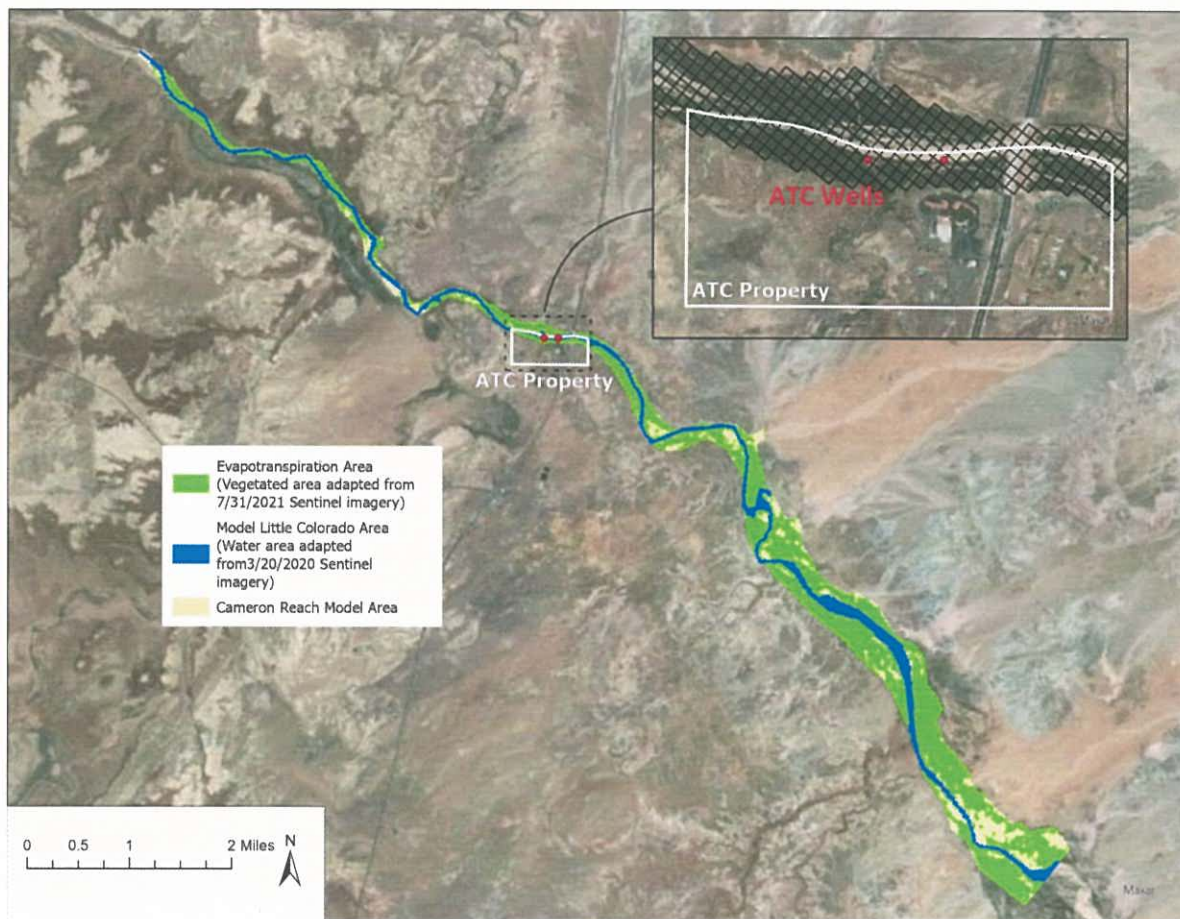 ATC Wells
ATC Property
ATC Property
Evapotranspiration Area
(Vegetated area adapted from
7/31/2021 Sentinel imagery)
Model Little Colorado Area
(Water area adapted
from3/20/2020 Sentinel
imagery)
Cameron Reach Model Area
0 0.5 1 2 Miles
N
Maxar